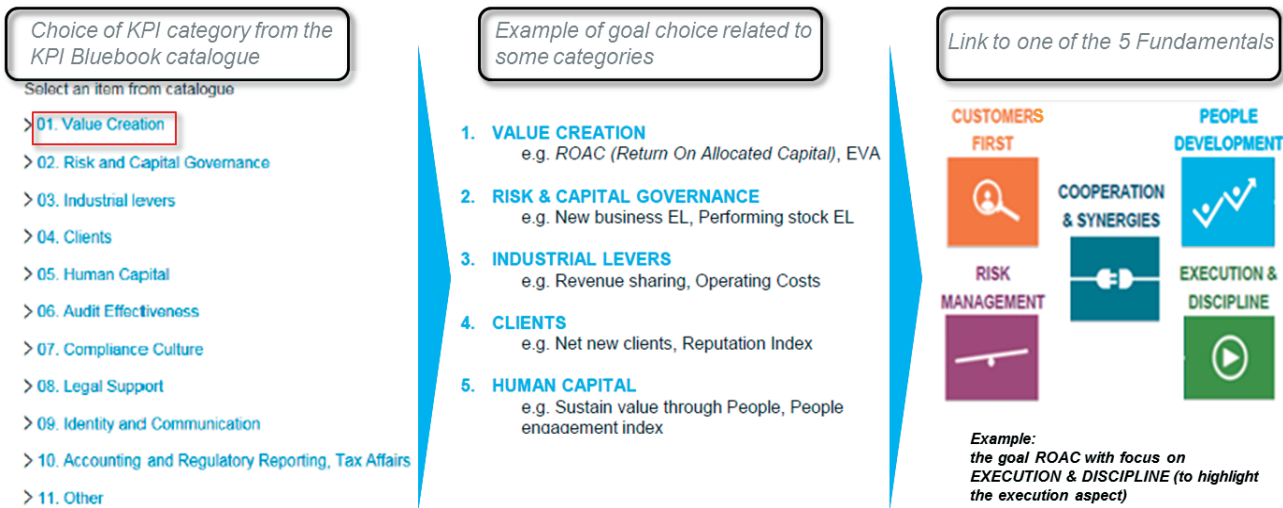 Choice of KPI category from the
KPI Bluebook catalogue
Select an item from catalogue
01. Value Creation
02. Risk and Capital Governance
03. Industrial levers
04. Clients
05. Human Capital
06. Audit Effectiveness
07. Compliance Culture
08. Legal Support
09. Identity and Communication
10. Accounting and Regulatory Reporting, Tax Affairs
11. Other
Example of goal choice related to
some categories
1. VALUE CREATION
e.g. ROAC (Return On Allocated Capital), EVA
2. RISK & CAPITAL GOVERNANCE
e.g. New business EL, Performing stock EL
3. INDUSTRIAL LEVERS
e.g. Revenue sharing, Operating Costs
4. CLIENTS
e.g. Net new clients, Reputation Index
5. HUMAN CAPITAL
e.g. Sustain value through People, People
engagement index
Link to one of the 5 Fundamentals
CUSTOMERS
FIRST
PEOPLE
DEVELOPMENT
COOPERATION
& SYNERGIES
RISK
MANAGEMENT
EXECUTION &
DISCIPLINE
Example:
the goal ROAC with focus on
EXECUTION & DISCIPLINE (to highlight
the execution aspect)